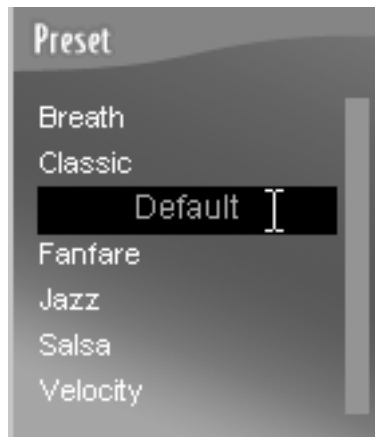 Preset
Breath
Classic
Default
Fanfare
Jazz
Salsa
Velocity